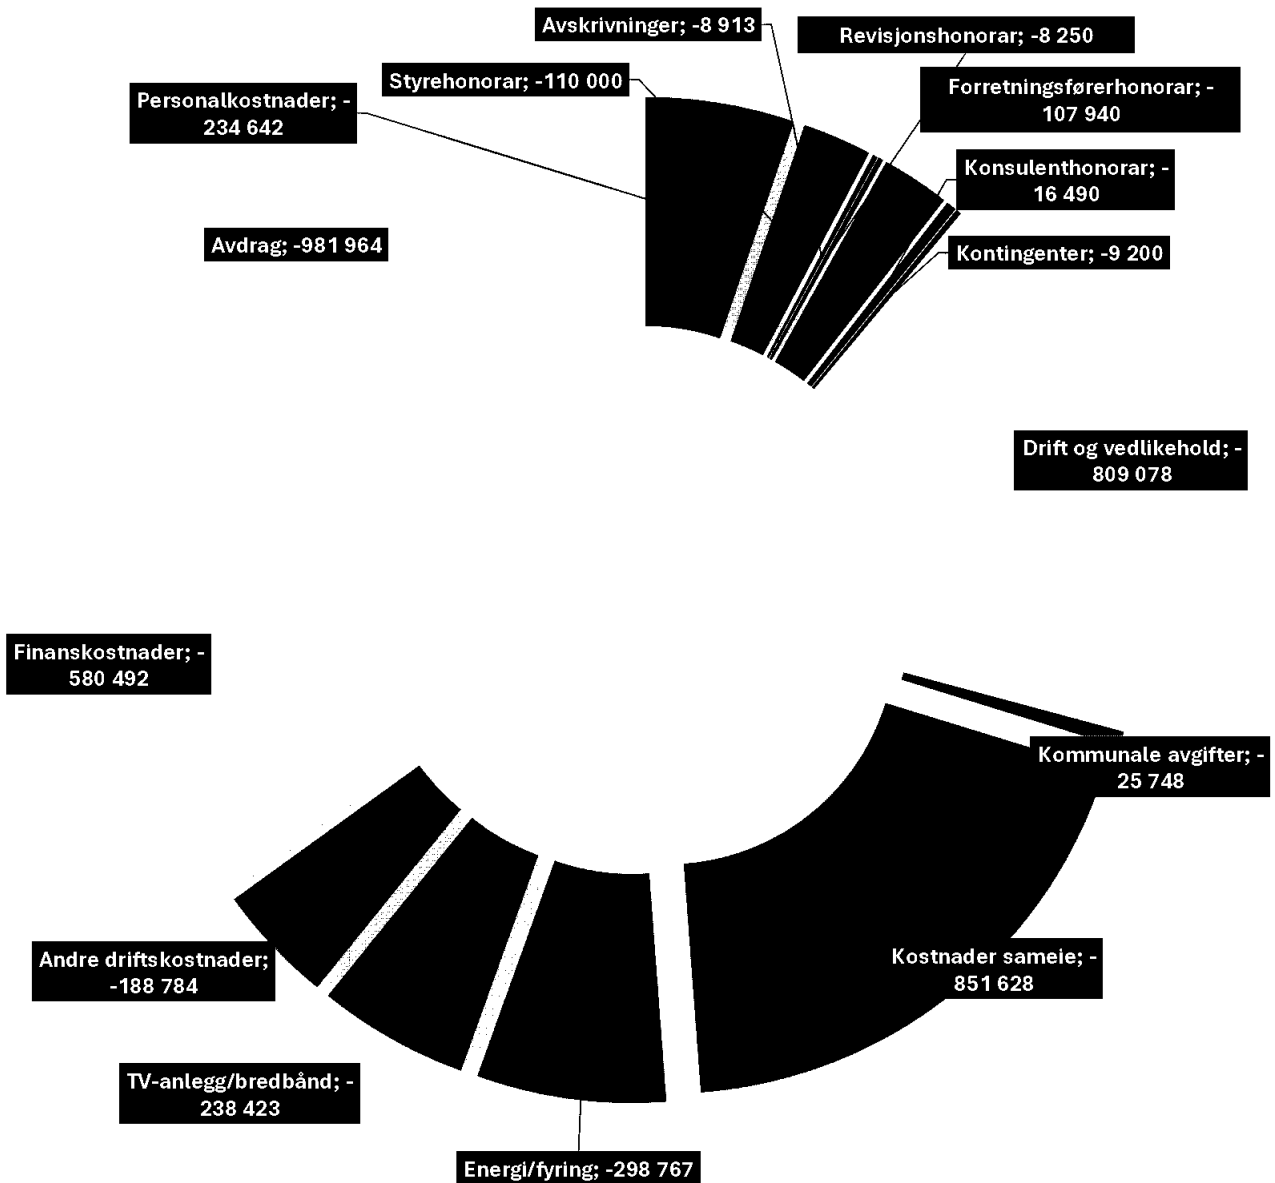 Avskrivninger; -8 913
Revisjonshonorar; -8 250
Styrehonorar; -110 000
Forretningsførerhonorar; -
107 940
Personalkostnader; -
234 642
Konsulenthonorar; -
16 490
Avdrag; -981 964
Kontingenter; -9 200
Drift og vedlikehold; -
809 078
Finanskostnader; -
580 492
Kommunale avgifter; -
25 748
Kostnader sameie; -
851 628
Andre driftskostnader;
-188 784
TV-anlegg/bredbånd; -
238 423
Energi/fyring; -298 767